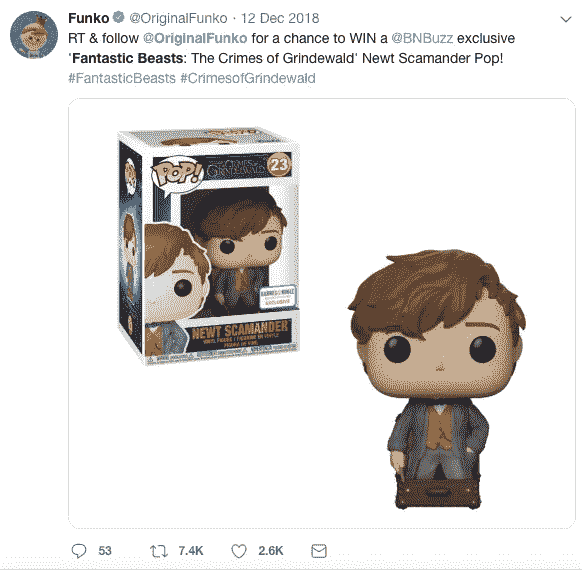 Funko @OriginalFunko · 12 Dec 2018
RT & follow @OriginalFunko for a chance to WIN a @BNBuzz exclusive
'Fantastic Beasts: The Crimes of Grindewald' Newt Scamander Pop!
#FantasticBeasts #CrimesofGrindewald
POP!
23
NEWT SCAMANDER
53 7.4K 2.6K